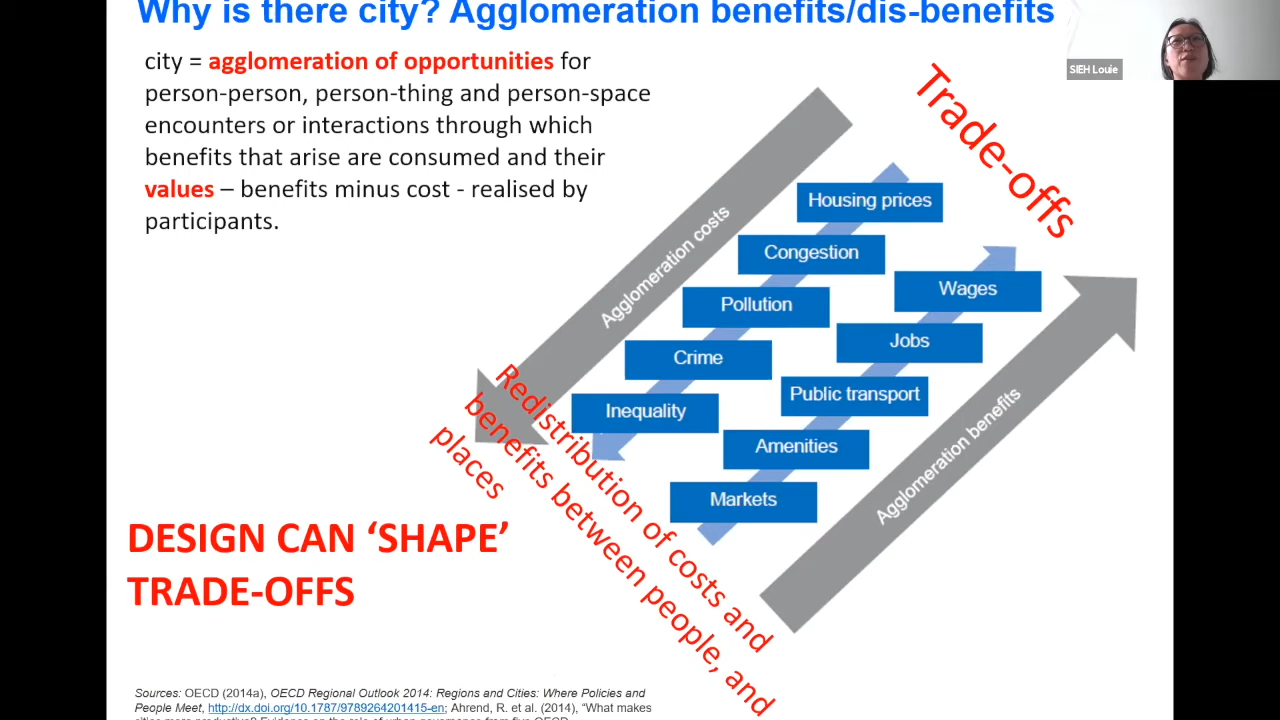 Why is there city? Agglomeration benefits/dis-benefits
SIEH Louie
city = agglomeration of opportunities for
person-person, person-thing and person-space
encounters or interactions through which
benefits that arise are consumed and their
values – benefits minus cost - realised by
participants.
Trade-offs
Agglomeration costs
Housing prices
Congestion
Pollution
Crime
Inequality
Wages
Jobs
Public transport
Amenities
Markets
Agglomeration benefits
Redistribution of costs and
benefits between people, and
places
DESIGN CAN ‘SHAPE’
TRADE-OFFS
Sources: OECD (2014a), OECD Regional Outlook 2014: Regions and Cities: Where Policies and
People Meet, http://dx.doi.org/10.1787/9789264201415-en; Ahrend, R. et al. (2014), “What makes
cities more productive? Evidence on the role of urban governance from five OECD